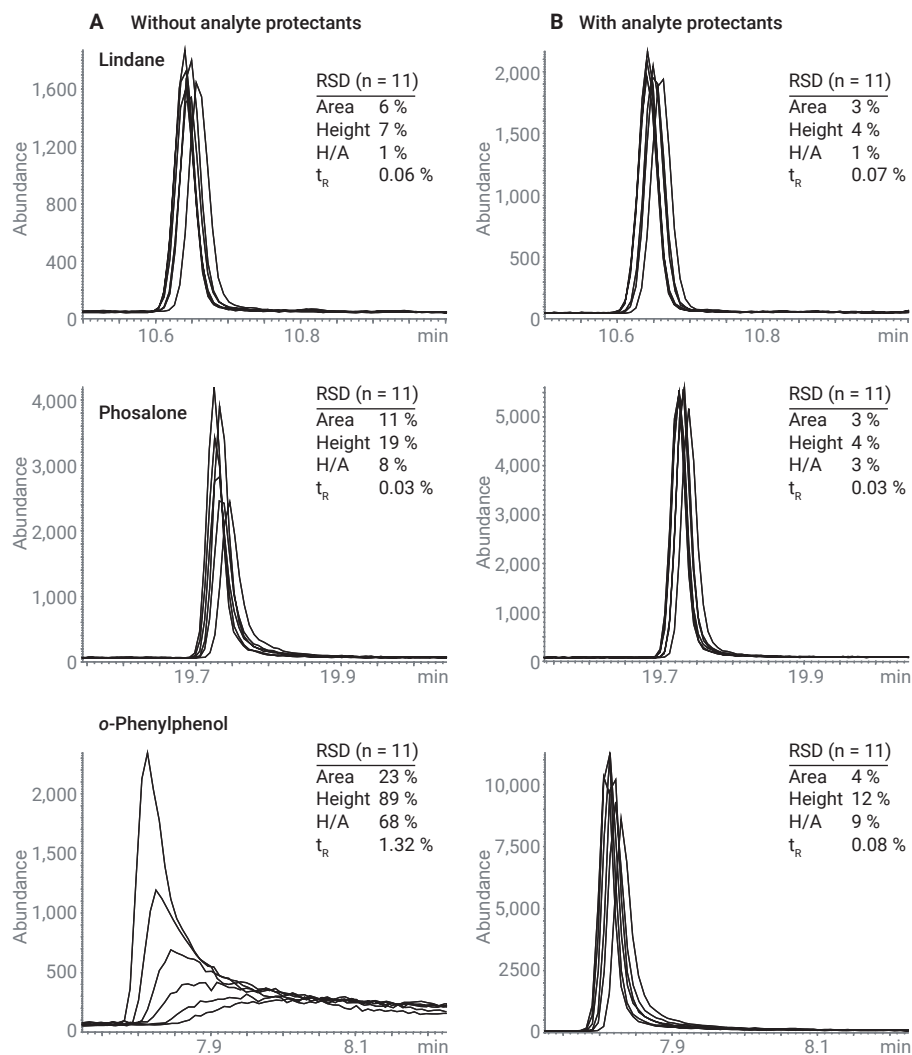 A Without analyte protectants
B With analyte protectants
Lindane
RSD (n = 11)
Area 6 %
Height 7 %
H/A 1 %
tR 0.06 %
Abundance
1,600
1,200
800
400
0
10.6 10.8 min
RSD (n = 11)
Area 3 %
Height 4 %
H/A 1 %
tR 0.07 %
Abundance
2,000
1,500
1,000
500
0
10.6 10.8 min
Phosalone
RSD (n = 11)
Area 11 %
Height 19 %
H/A 8 %
tR 0.03 %
Abundance
4,000
3,000
2,000
1,000
0
19.7 19.9 min
RSD (n = 11)
Area 3 %
Height 4 %
H/A 3 %
tR 0.03 %
Abundance
5,000
4,000
3,000
2,000
1,000
0
19.7 19.9 min
o-Phenylphenol
RSD (n = 11)
Area 23 %
Height 89 %
H/A 68 %
tR 1.32 %
Abundance
2,000
1,500
1,000
500
0
7.9 8.1 min
RSD (n = 11)
Area 4 %
Height 12 %
H/A 9 %
tR 0.08 %
Abundance
10,000
7,500
5,000
2500
0
7.9 8.1 min